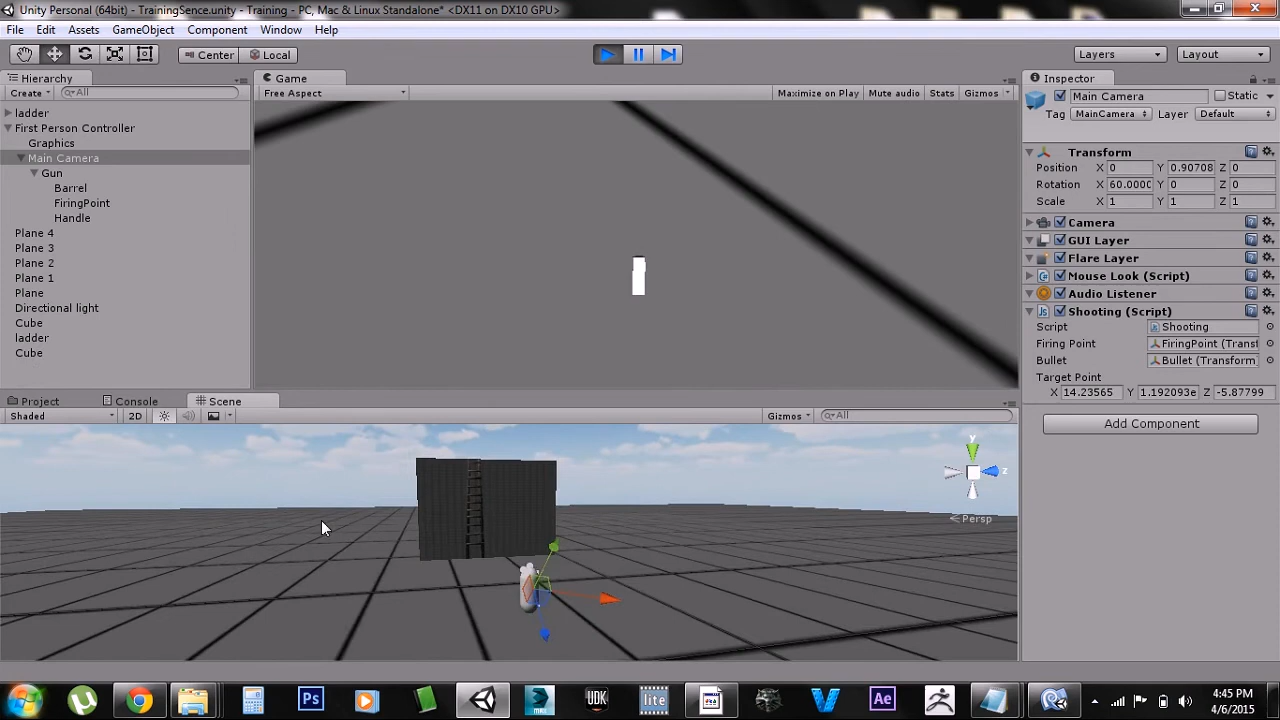 Unity Personal (64bit) - TrainingSence.unity - Training - PC, Mac & Linux Standalone* <DX11 on DX10 GPU>
File Edit Assets GameObject Component Window Help
Center Local Layers Layout
Hierarchy
Create All
ladder
First Person Controller
Graphics
Main Camera
Gun
Barrel
FiringPoint
Handle
Plane 4
Plane 3
Plane 2
Plane 1
Plane
Directional light
Cube
ladder
Cube
Game
Free Aspect Maximize on Play Mute audio Stats Gizmos
Project Console Scene
Shaded 2D Gizmos All
y
z
Persp
Inspector
Main Camera Static
Tag MainCamera Layer Default
Transform
Position X 0 Y 0.90708 Z 0
Rotation X 60.0000 Y 0 Z 0
Scale X 1 Y 1 Z 1
Camera
GUI Layer
Flare Layer
Mouse Look (Script)
Audio Listener
Shooting (Script)
Script Shooting
Firing Point FiringPoint (Transf
Bullet Bullet (Transform
Target Point
X 14.23565 Y 1.192093e Z -5.87799
Add Component
Ps UDK lite Ae
4:45 PM
4/6/2015